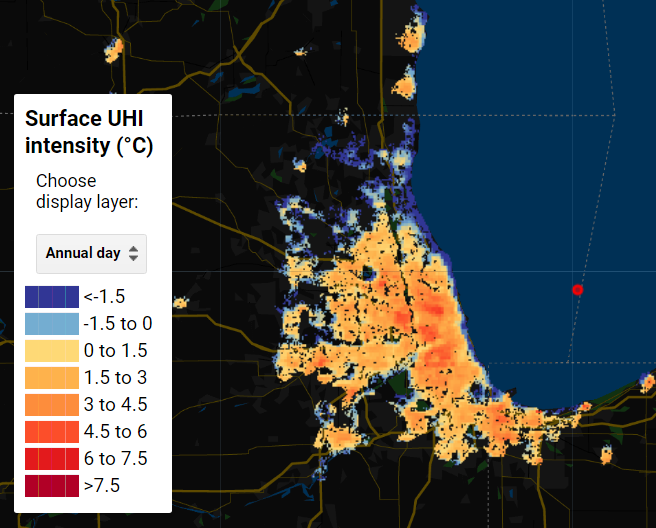 Surface UHI
intensity (°C)
Choose
display layer:
Annual day
<-1.5
-1.5 to 0
0 to 1.5
1.5 to 3
3 to 4.5
4.5 to 6
6 to 7.5
>7.5